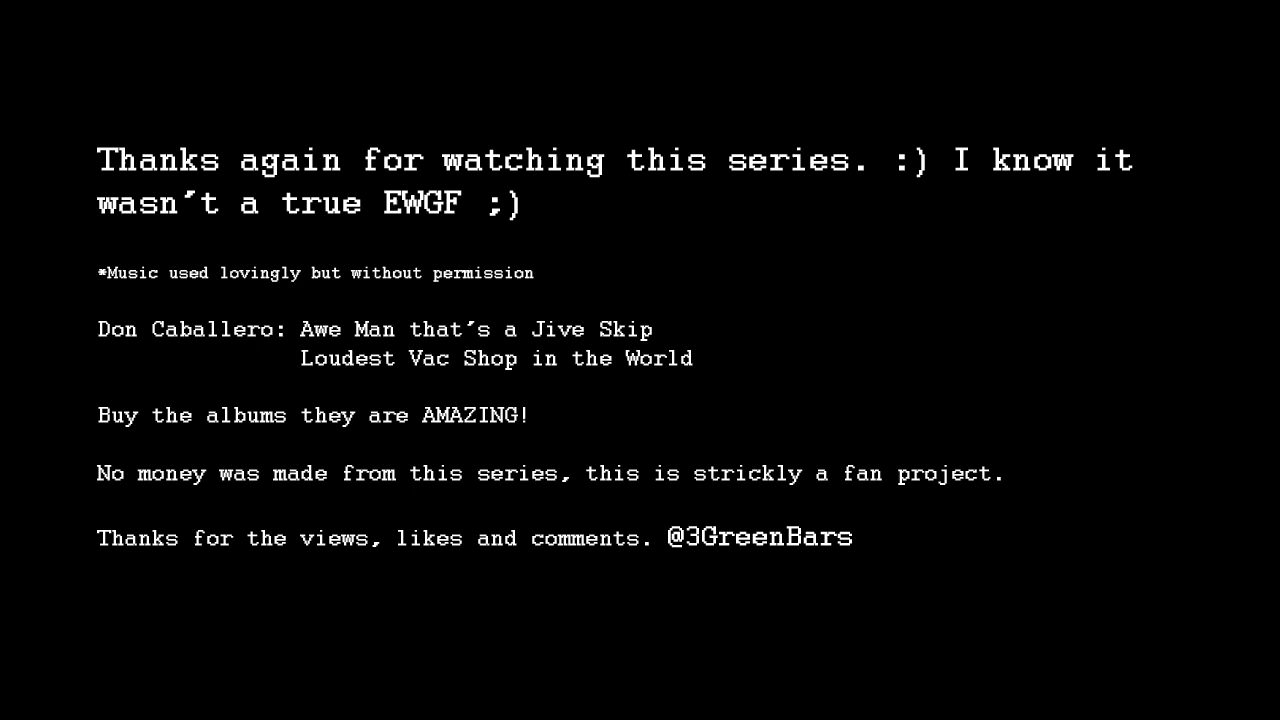 Thanks again for watching this series. :) I know it
wasn´t a true EWGF ;)
*Music used lovingly but without permission
Don Caballero: Awe Man that´s a Jive Skip
Loudest Vac Shop in the World
Buy the albums they are AMAZING!
No money was made from this series, this is strickly a fan project.
Thanks for the views, likes and comments. @3GreenBars